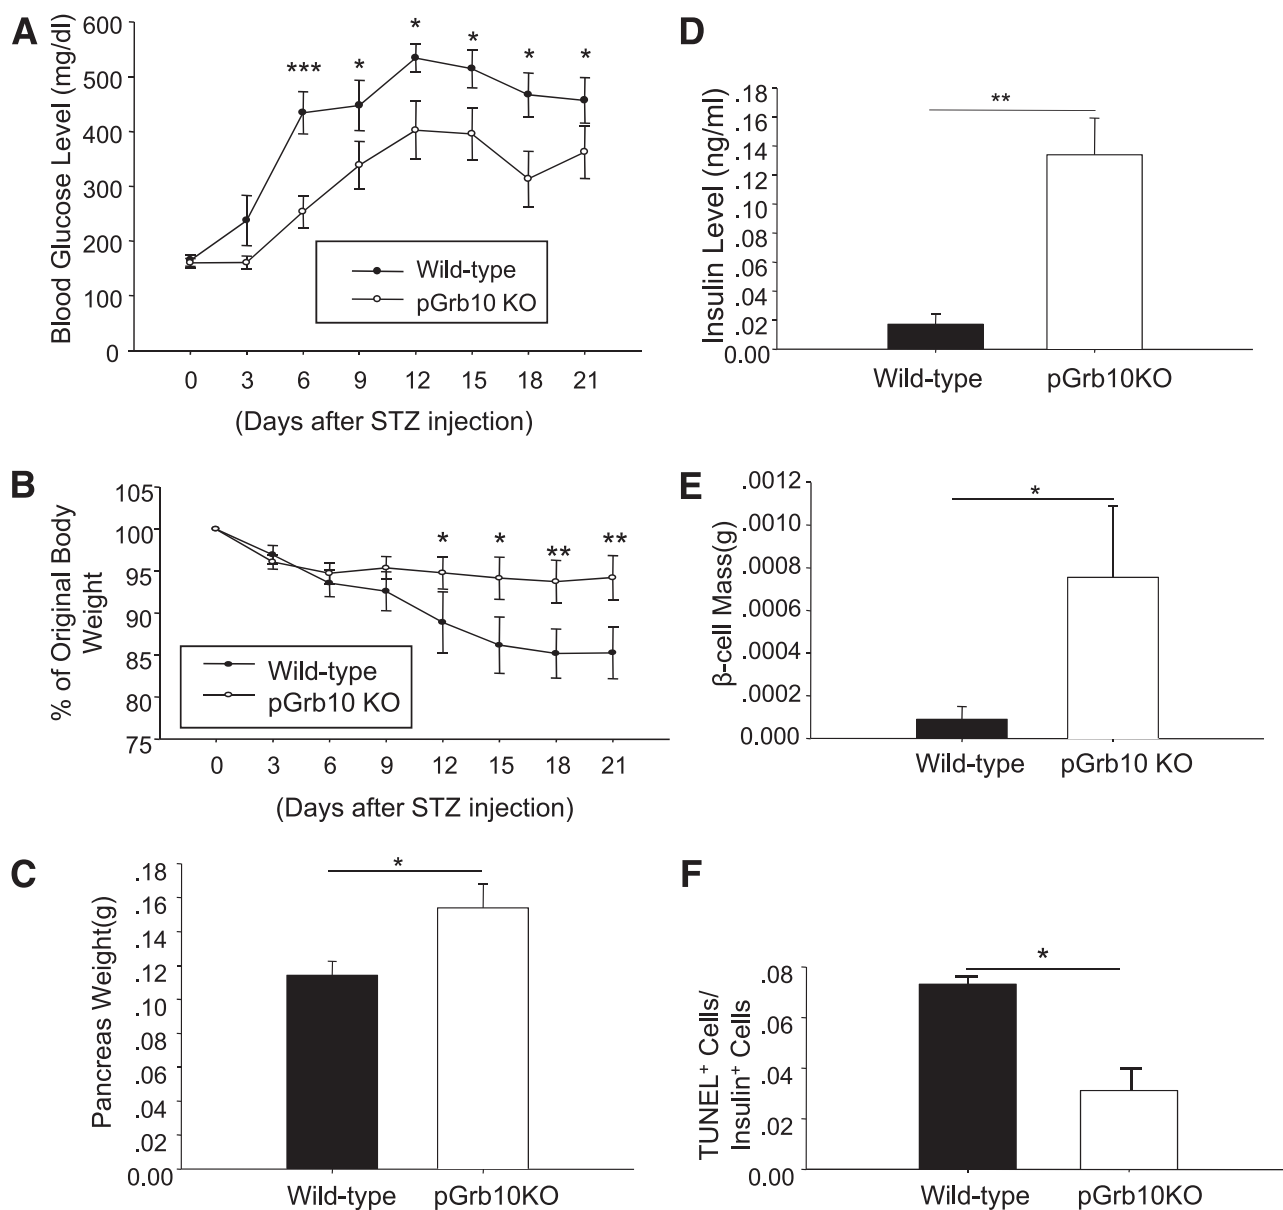 A
Blood Glucose Level (mg/dl)
600
500
400
300
200
100
0
***
*
*
*
*
*
Wild-type
pGrb10 KO
0 3 6 9 12 15 18 21
(Days after STZ injection)
B
% of Original Body
Weight
105
100
95
90
85
80
75
*
*
**
**
Wild-type
pGrb10 KO
0 3 6 9 12 15 18 21
(Days after STZ injection)
C
Pancreas Weight(g)
.18
.16
.14
.12
.10
.08
.06
.04
.02
0.00
*
Wild-type pGrb10KO
D
Insulin Level (ng/ml)
.18
.16
.14
.12
.10
.08
.06
.04
.02
0.00
**
Wild-type pGrb10KO
E
β-cell Mass(g)
.0012
.0010
.0008
.0006
.0004
.0002
0.000
*
Wild-type pGrb10 KO
F
TUNEL⁺ Cells/
Insulin⁺ Cells
.08
.06
.04
.02
0.00
*
Wild-type pGrb10KO